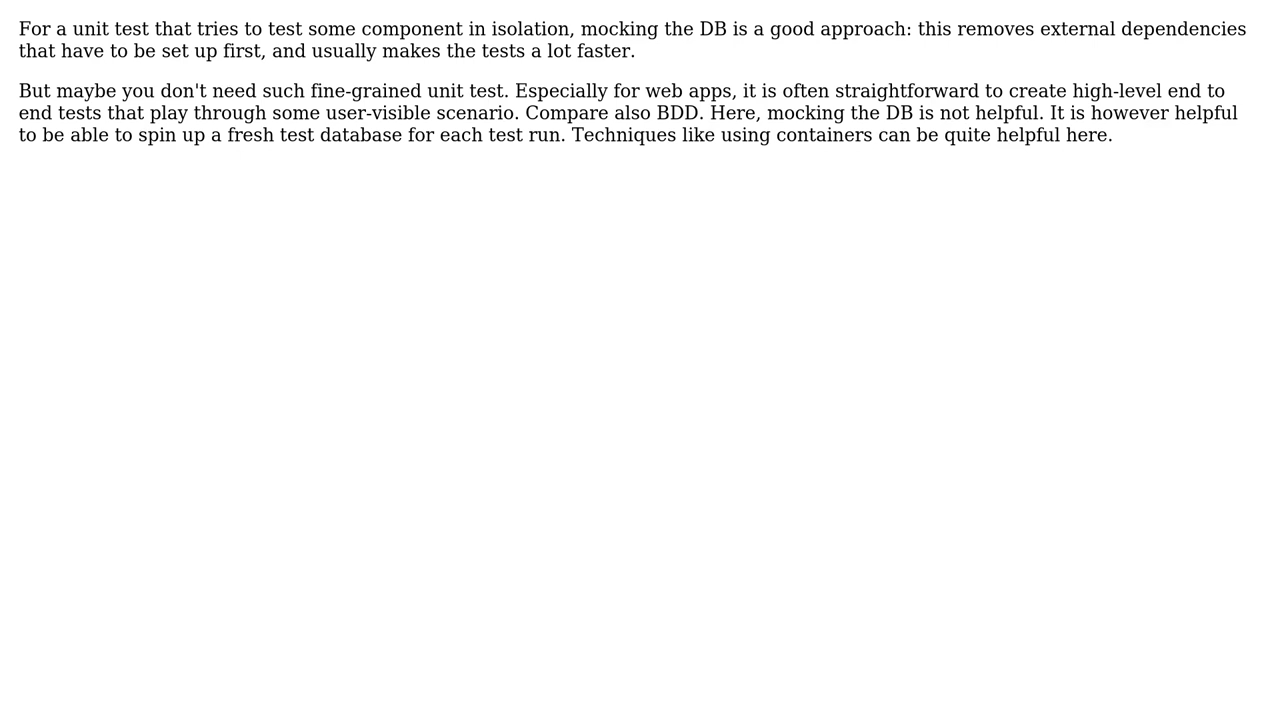 For a unit test that tries to test some component in isolation, mocking the DB is a good approach: this removes external dependencies
that have to be set up first, and usually makes the tests a lot faster.
But maybe you don't need such fine-grained unit test. Especially for web apps, it is often straightforward to create high-level end to
end tests that play through some user-visible scenario. Compare also BDD. Here, mocking the DB is not helpful. It is however helpful
to be able to spin up a fresh test database for each test run. Techniques like using containers can be quite helpful here.